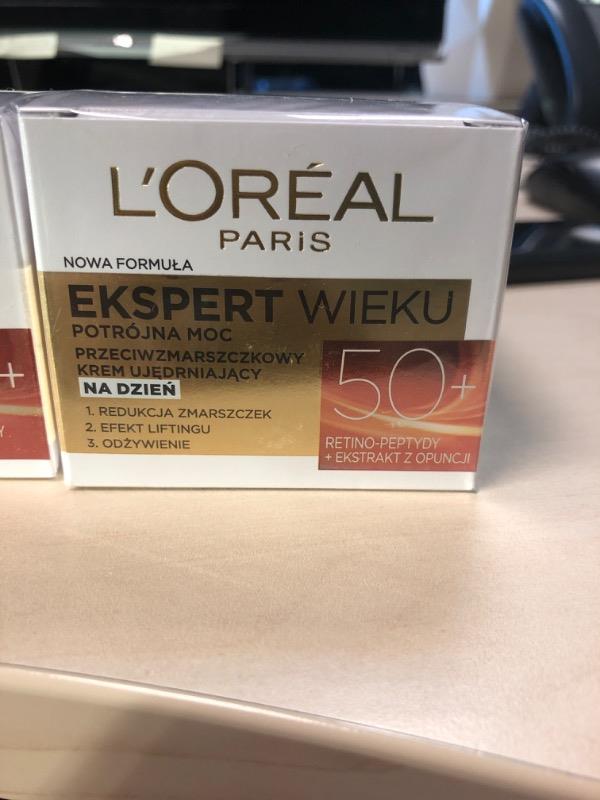 L'ORÉAL
PARIS
NOWA FORMUŁA
EKSPERT WIEKU
POTRÓJNA MOC
PRZECIWZMARSZCZKOWY
KREM UJĘDRNIAJĄCY
NA DZIEŃ
1. REDUKCJA ZMARSZCZEK
2. EFEKT LIFTINGU
3. ODŻYWIENIE
50+
RETINO-PEPTYDY
+ EKSTRAKT Z OPUNCJI
+
Y